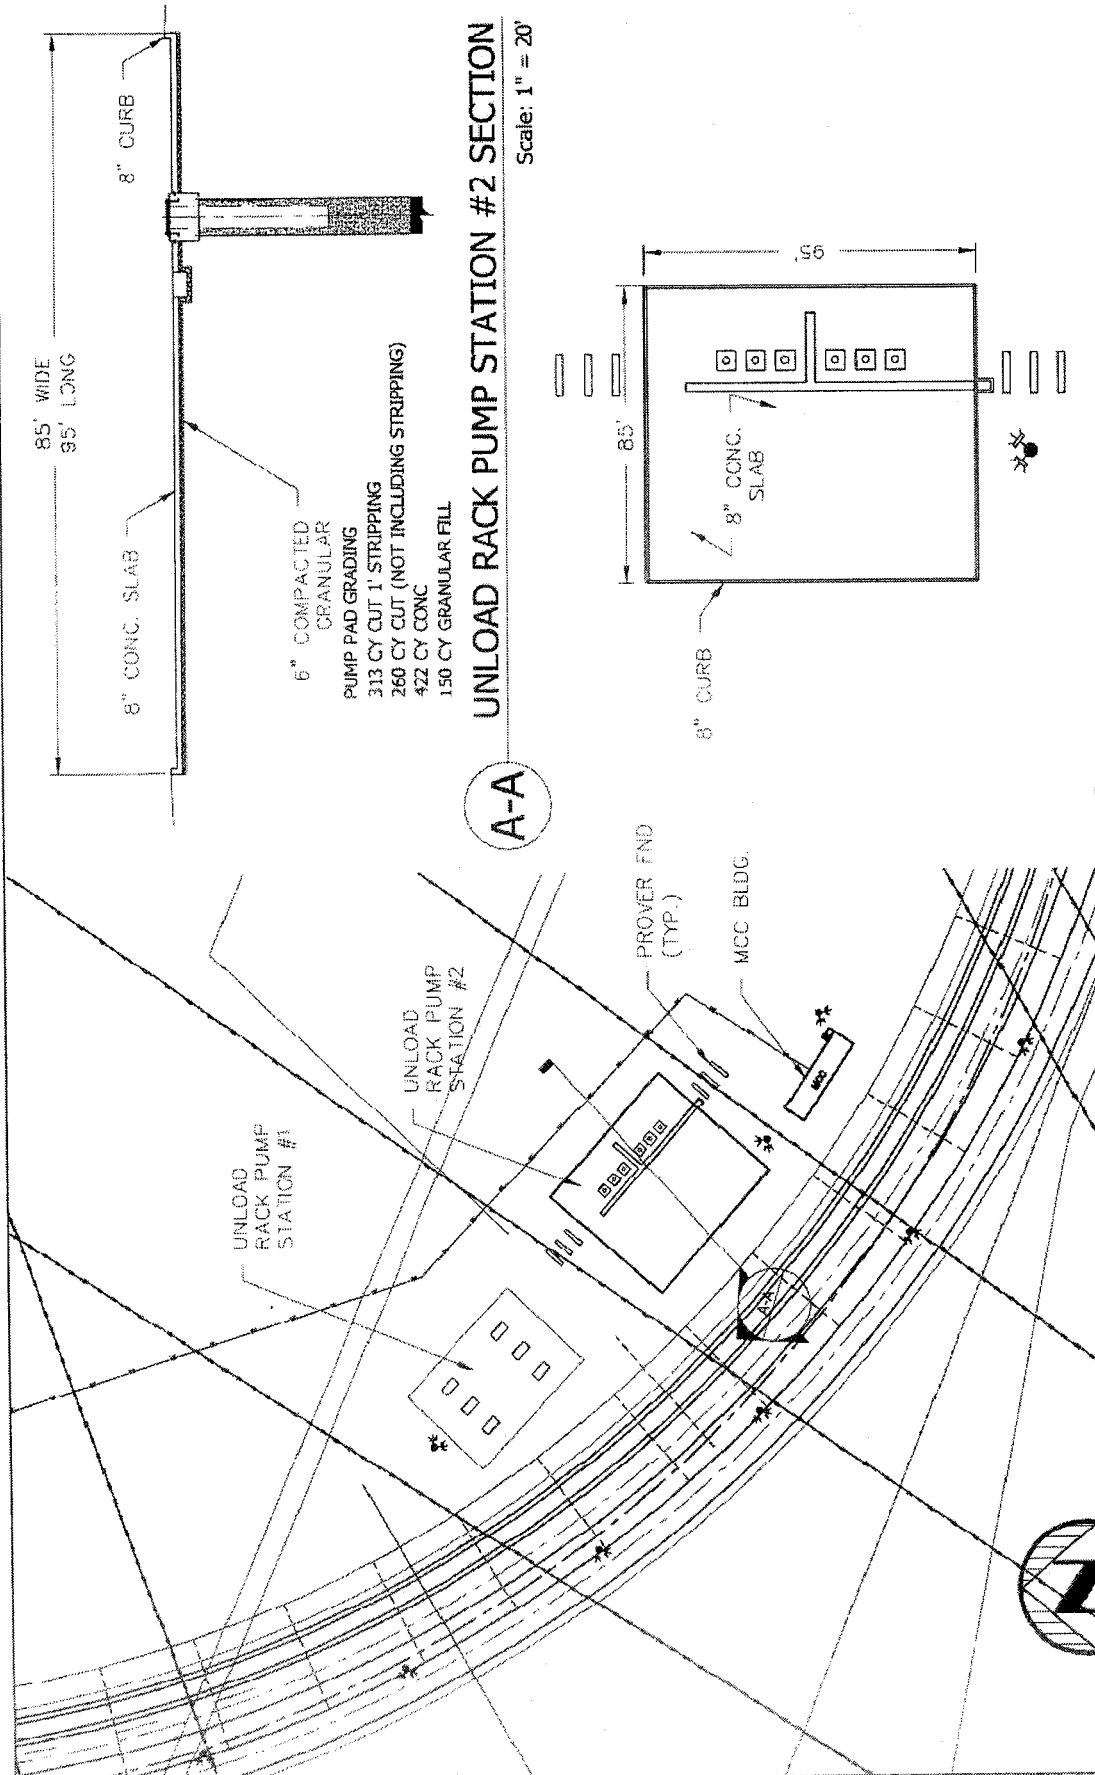 UNLOAD
RACK PUMP
STATION #1
UNLOAD
RACK PUMP
STATION #2
PROVER FND
(TYP.)
MCC BLDG.
MCC
A-A
85' WIDE
95' LONG
8" CONC. SLAB
8" CURB
6" COMPACTED
GRANULAR
PUMP PAD GRADING
313 CY CUT 1' STRIPPING
260 CY CUT (NOT INCLUDING STRIPPING)
422 CY CONC
150 CY GRANULAR FILL
A-A
UNLOAD RACK PUMP STATION #2 SECTION
Scale: 1" = 20'
85'
95'
8" CURB
8" CONC.
SLAB